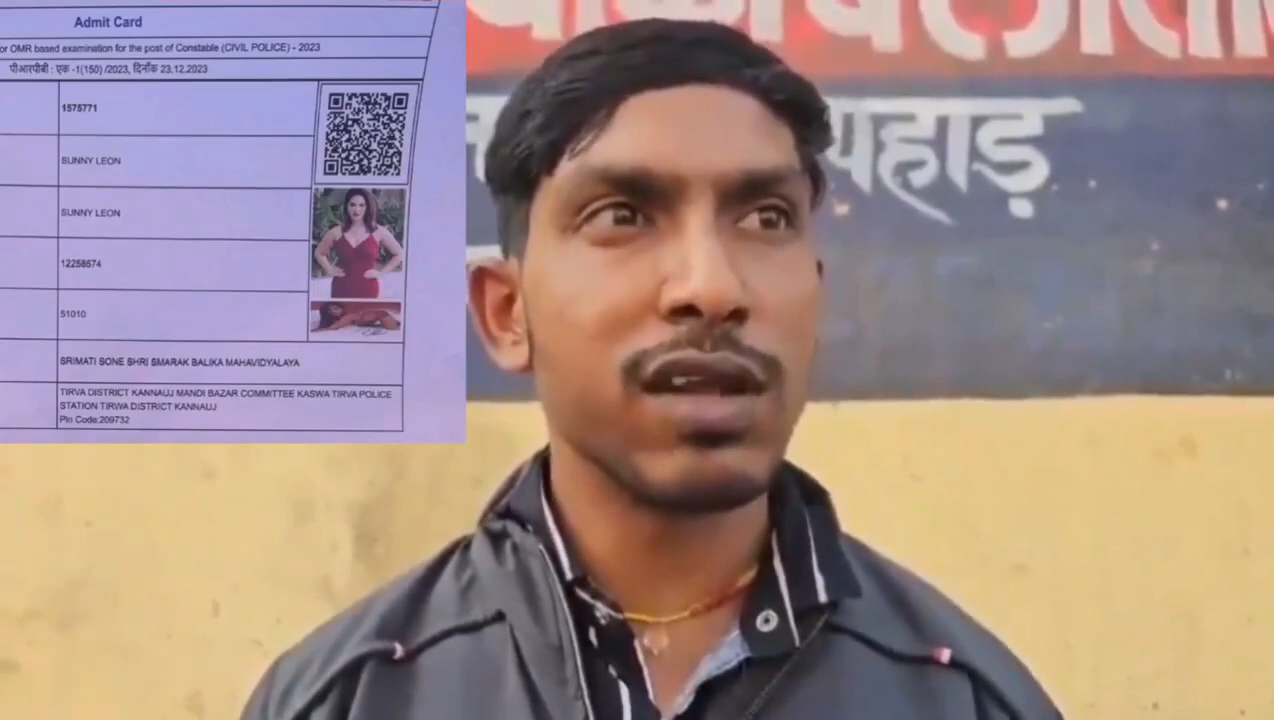 Admit Card
or OMR based examination for the post of Constable (CIVIL POLICE) - 2023
पीआरपीबी : एक -1(150) /2023, दिनाँक 23.12.2023
1575771
SUNNY LEON
SUNNY LEON
12258574
51010
SRIMATI SONE SHRI SMARAK BALIKA MAHAVIDYALAYA
TIRVA DISTRICT KANNAUJ MANDI BAZAR COMMITTEE KASWA TIRVA POLICE
STATION TIRWA DISTRICT KANNAUJ
Pin Code:209732
पहाड़